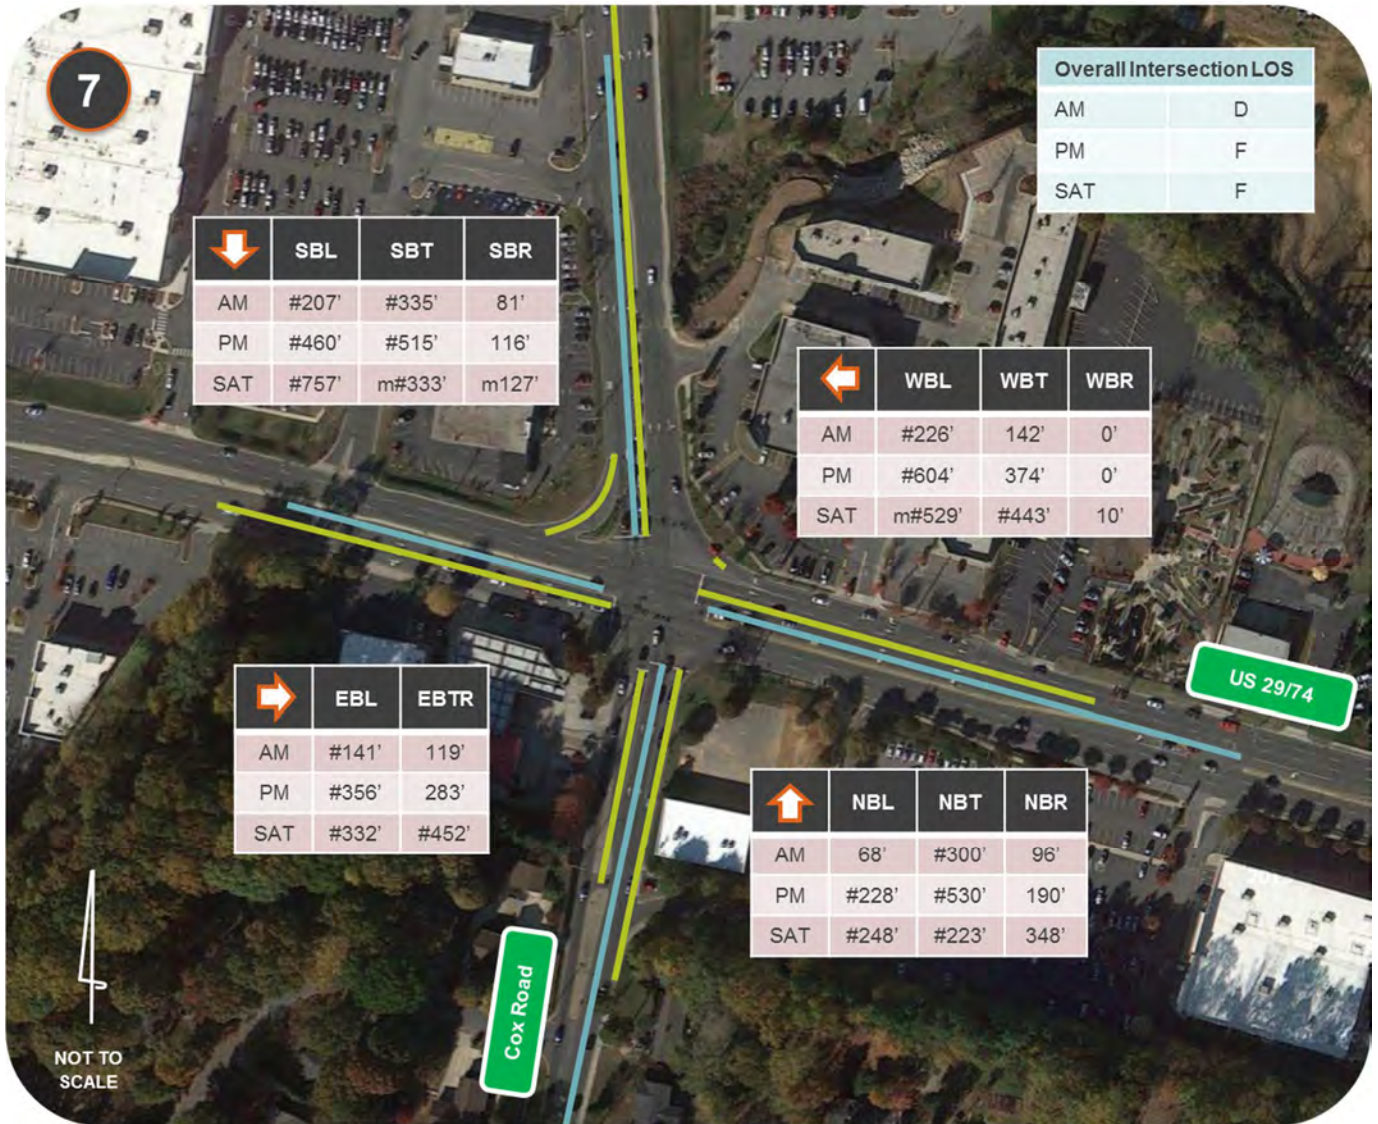 7
Overall Intersection LOS
AM D
PM F
SAT F
SBL SBT SBR
AM #207’ #335’ 81’
PM #460’ #515’ 116’
SAT #757’ m#333’ m127’
WBL WBT WBR
AM #226’ 142’ 0’
PM #604’ 374’ 0’
SAT m#529’ #443’ 10’
US 29/74
EBL EBTR
AM #141’ 119’
PM #356’ 283’
SAT #332’ #452’
NBL NBT NBR
AM 68’ #300’ 96’
PM #228’ #530’ 190’
SAT #248’ #223’ 348’
Cox Road
NOT TO
SCALE